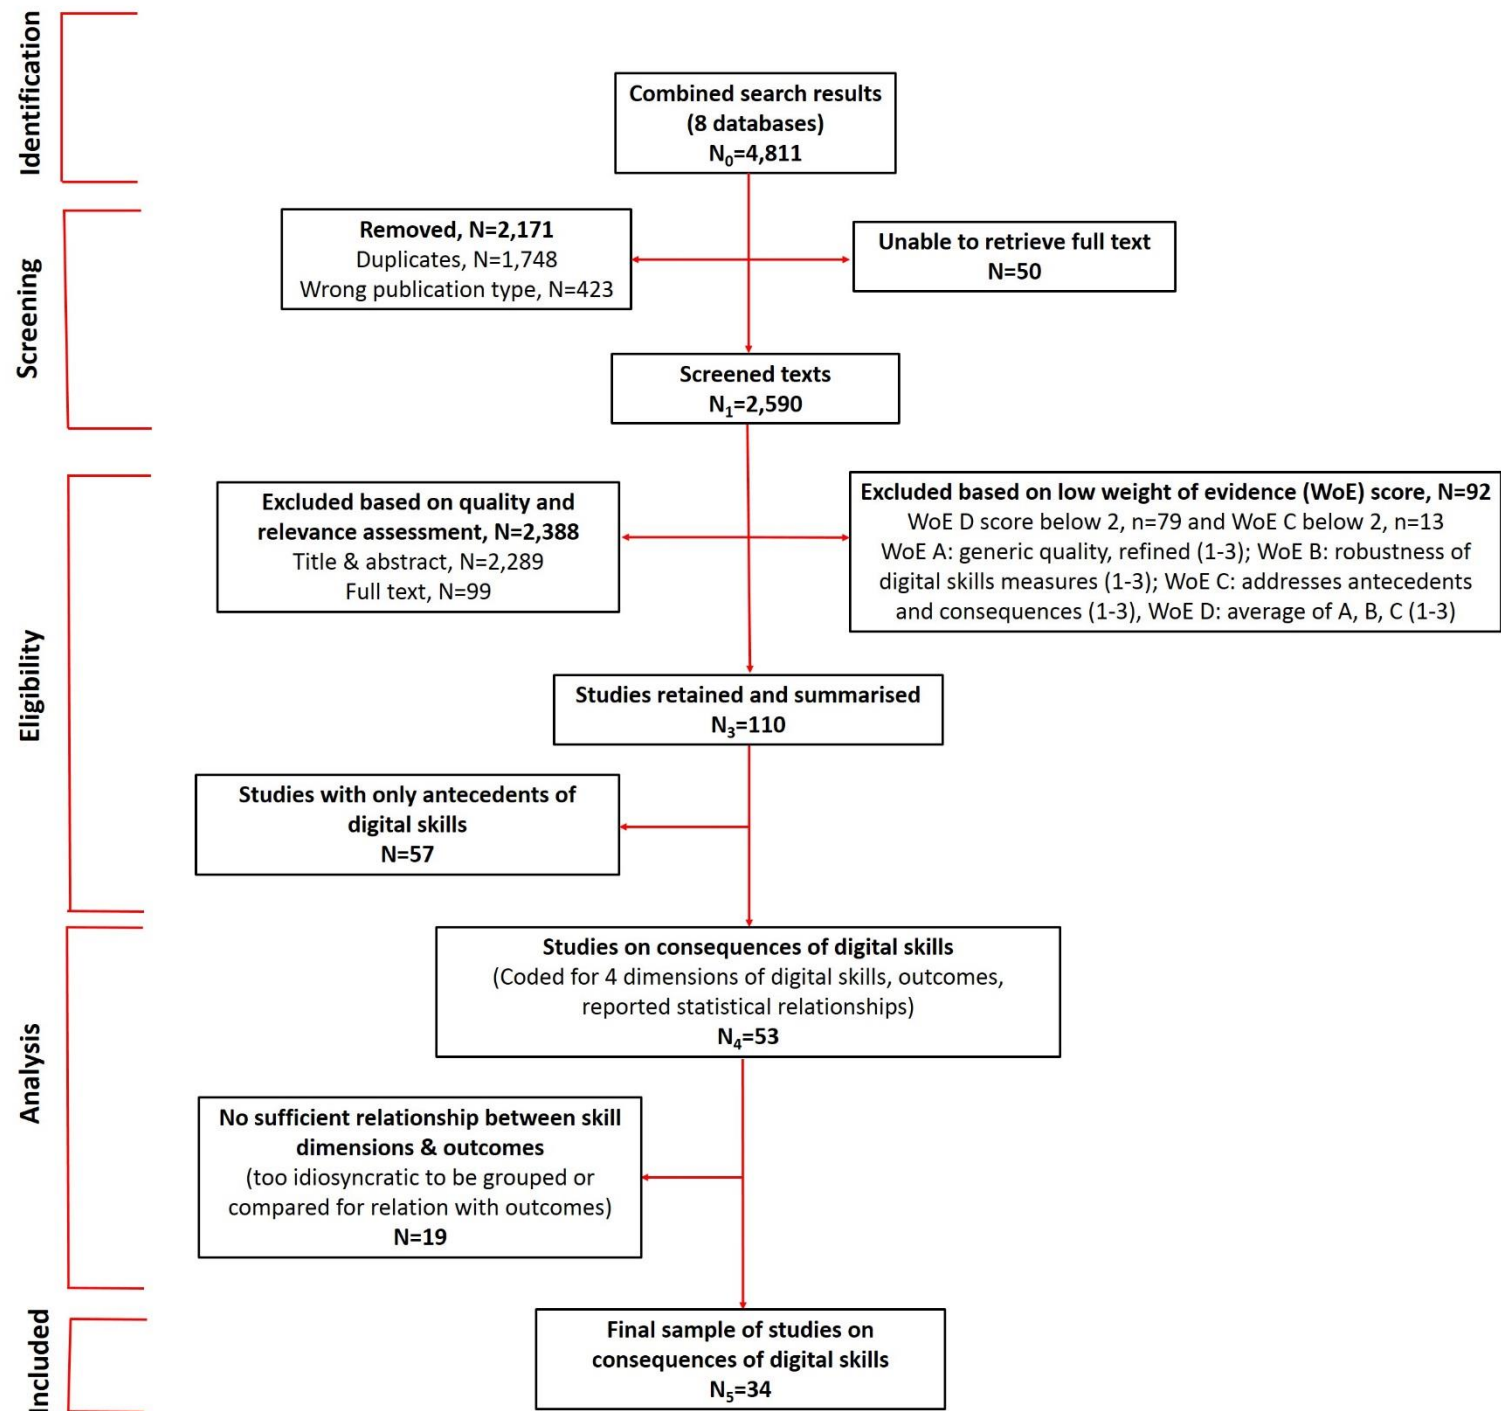 Identification
Combined search results
(8 databases)
N₀=4,811
Screening
Removed, N=2,171
Duplicates, N=1,748
Wrong publication type, N=423
Unable to retrieve full text
N=50
Screened texts
N₁=2,590
Eligibility
Excluded based on quality and
relevance assessment, N=2,388
Title & abstract, N=2,289
Full text, N=99
Excluded based on low weight of evidence (WoE) score, N=92
WoE D score below 2, n=79 and WoE C below 2, n=13
WoE A: generic quality, refined (1-3); WoE B: robustness of
digital skills measures (1-3); WoE C: addresses antecedents
and consequences (1-3), WoE D: average of A, B, C (1-3)
Studies retained and summarised
N₃=110
Studies with only antecedents of
digital skills
N=57
Analysis
Studies on consequences of digital skills
(Coded for 4 dimensions of digital skills, outcomes,
reported statistical relationships)
N₄=53
No sufficient relationship between skill
dimensions & outcomes
(too idiosyncratic to be grouped or
compared for relation with outcomes)
N=19
Included
Final sample of studies on
consequences of digital skills
N₅=34